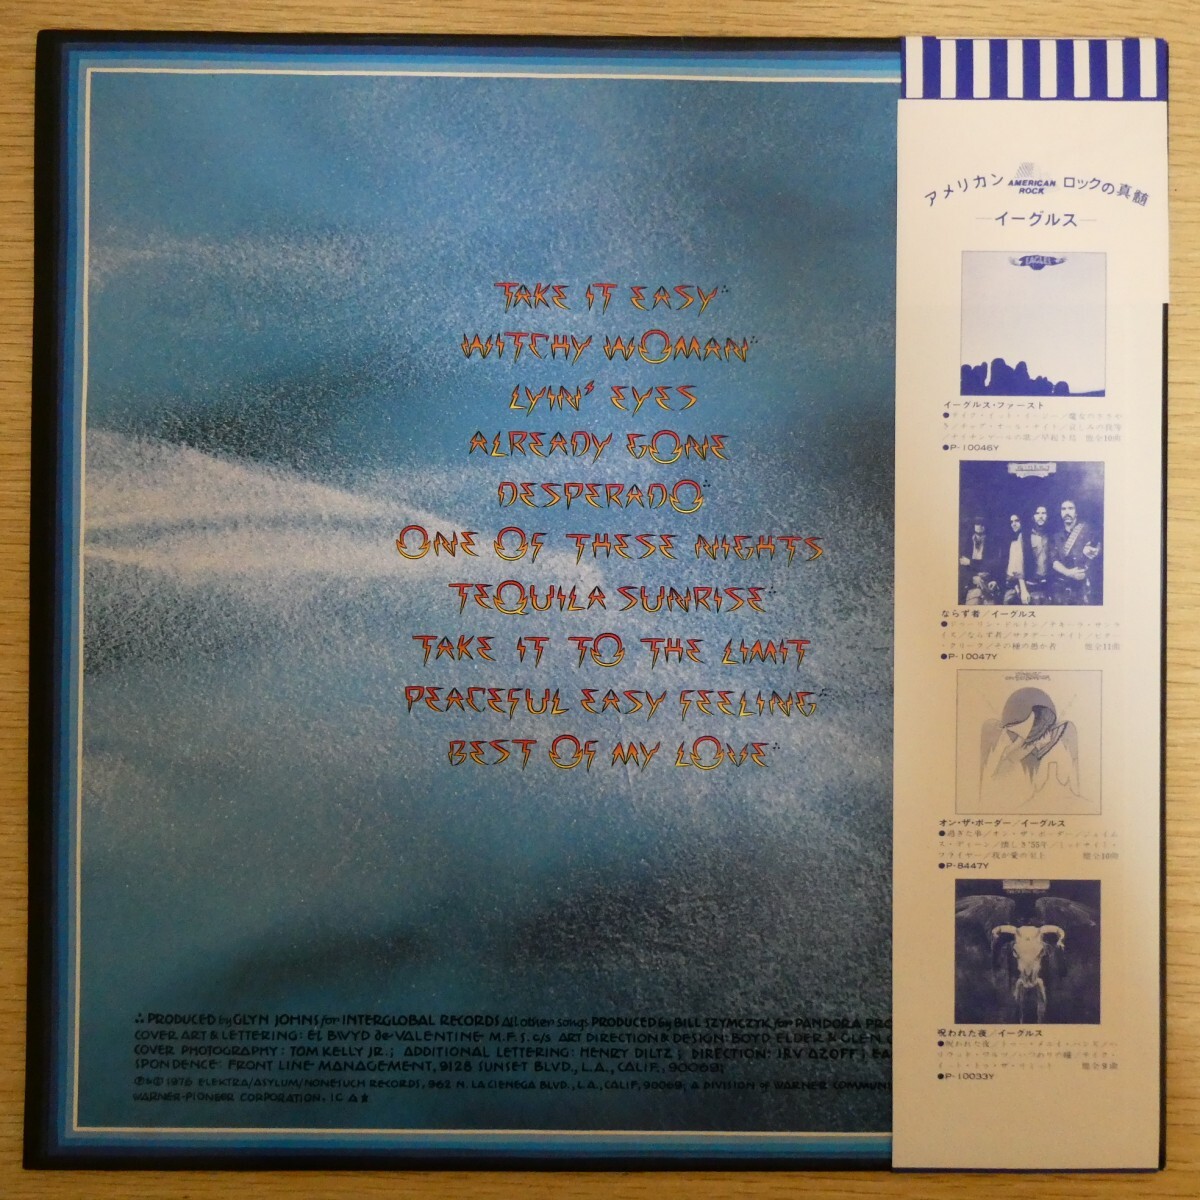 TAKE IT EASY∴
WITCHY WOMAN∴
LYIN' EYES
ALREADY GONE
DESPERADO∴
ONE OF THESE NIGHTS
TEQUILA SUNRISE∴
TAKE IT TO THE LIMIT
PEACEFUL EASY FEELING∴
BEST OF MY LOVE∴
∴ PRODUCED by GLYN JOHNS for INTERGLOBAL RECORDS All other songs PRODUCED by BILL SZYMCZYK for PANDORA PRO
COVER ART & LETTERING: EL BWYD de VALENTINE M.F.S. c/s ART DIRECTION & DESIGN: BOYD ELDER & GLEN
COVER PHOTOGRAPHY: TOM KELLY JR.; ADDITIONAL LETTERING: HENRY DILTZ; DIRECTION: IRV AZOFF; EA
SPONDENCE: FRONT LINE MANAGEMENT, 9128 SUNSET BLVD., L.A., CALIF., 90069;
℗&© 1976 ELEKTRA/ASYLUM/NONESUCH RECORDS, 962 N. LA CIENEGA BLVD., L.A., CALIF, 90069; A DIVISION OF WARNER COMMUN
WARNER-PIONEER CORPORATION.
アメリカン AMERICAN ROCK ロックの真髄
—イーグルス—
EAGLES
イーグルス・ファースト
●P-10046Y
ならず者/イーグルス
●P-10047Y
オン・ザ・ボーダー/イーグルス
●P-8447Y
呪われた夜/イーグルス
●P-10033Y